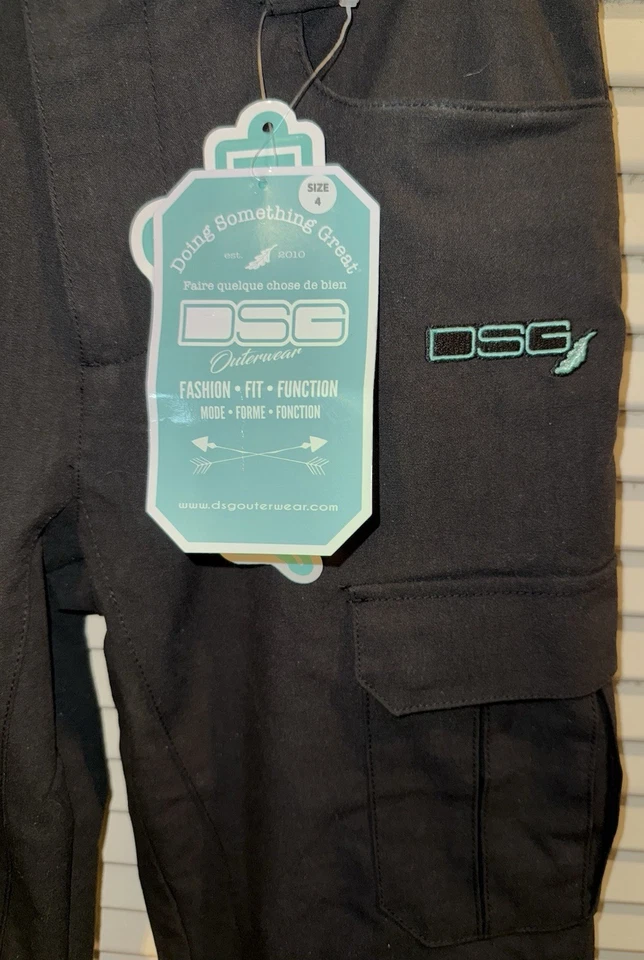 SIZE
4
Doing Something Great
est. 2010
Faire quelque chose de bien
DSG
Outerwear
FASHION • FIT • FUNCTION
MODE • FORME • FONCTION
www.dsgouterwear.com
DSG